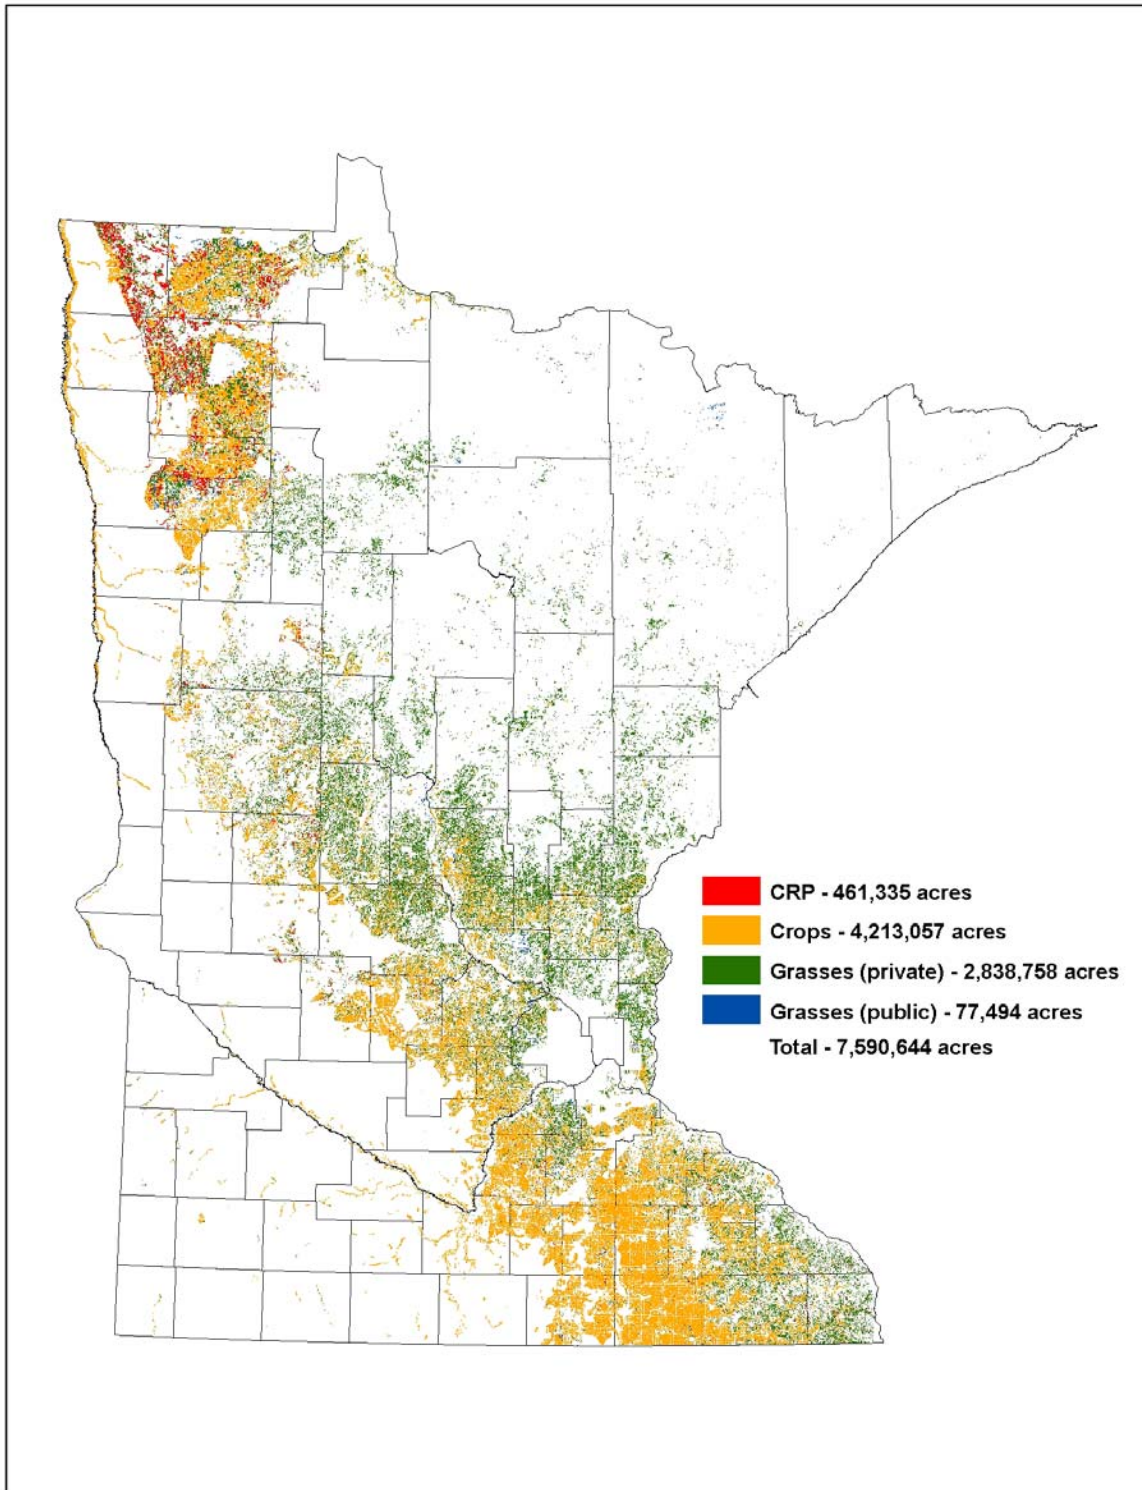 CRP - 461,335 acres
Crops - 4,213,057 acres
Grasses (private) - 2,838,758 acres
Grasses (public) - 77,494 acres
Total - 7,590,644 acres